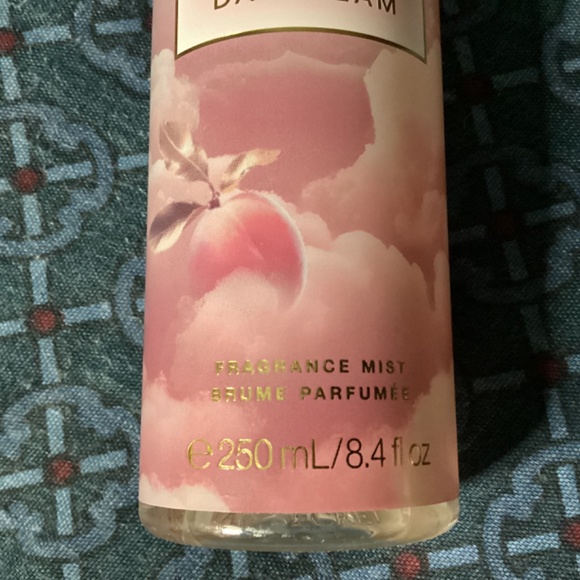 FRAGRANCE MIST
BRUME PARFUMÉE
℮ 250 mL/8.4 fl oz